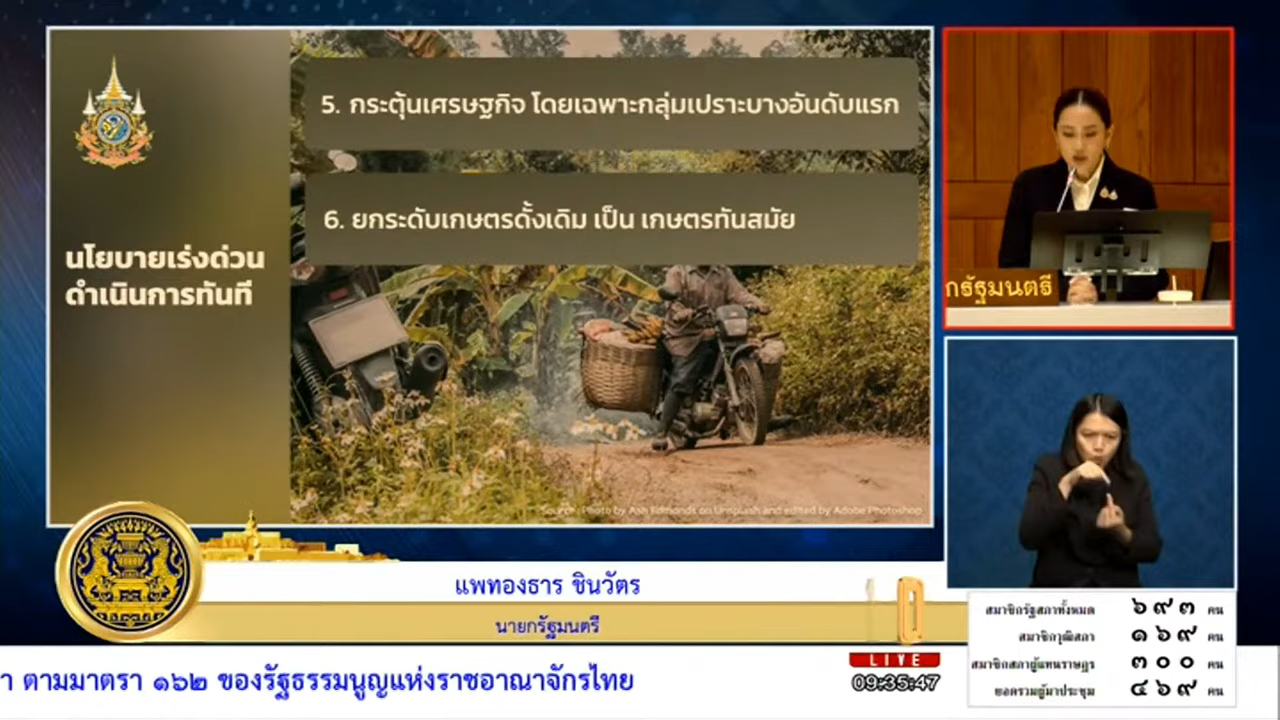 5. กระตุ้นเศรษฐกิจ โดยเฉพาะกลุ่มเปราะบางอันดับแรก
6. ยกระดับเกษตรดั้งเดิม เป็น เกษตรทันสมัย
นโยบายเร่งด่วน
ดำเนินการทันที
Source: Photo by Ash Edmonds on Unsplash and edited by Adobe Photoshop
กรัฐมนตรี
แพทองธาร ชินวัตร
นายกรัฐมนตรี
สมาชิกรัฐสภาทั้งหมด ๖๙๓ คน
สมาชิกวุฒิสภา ๑๖๙ คน
สมาชิกสภาผู้แทนราษฎร ๓๐๐ คน
ยอดรวมผู้มาประชุม ๔๖๙ คน
LIVE
09:35:47
า ตามมาตรา ๑๖๒ ของรัฐธรรมนูญแห่งราชอาณาจักรไทย